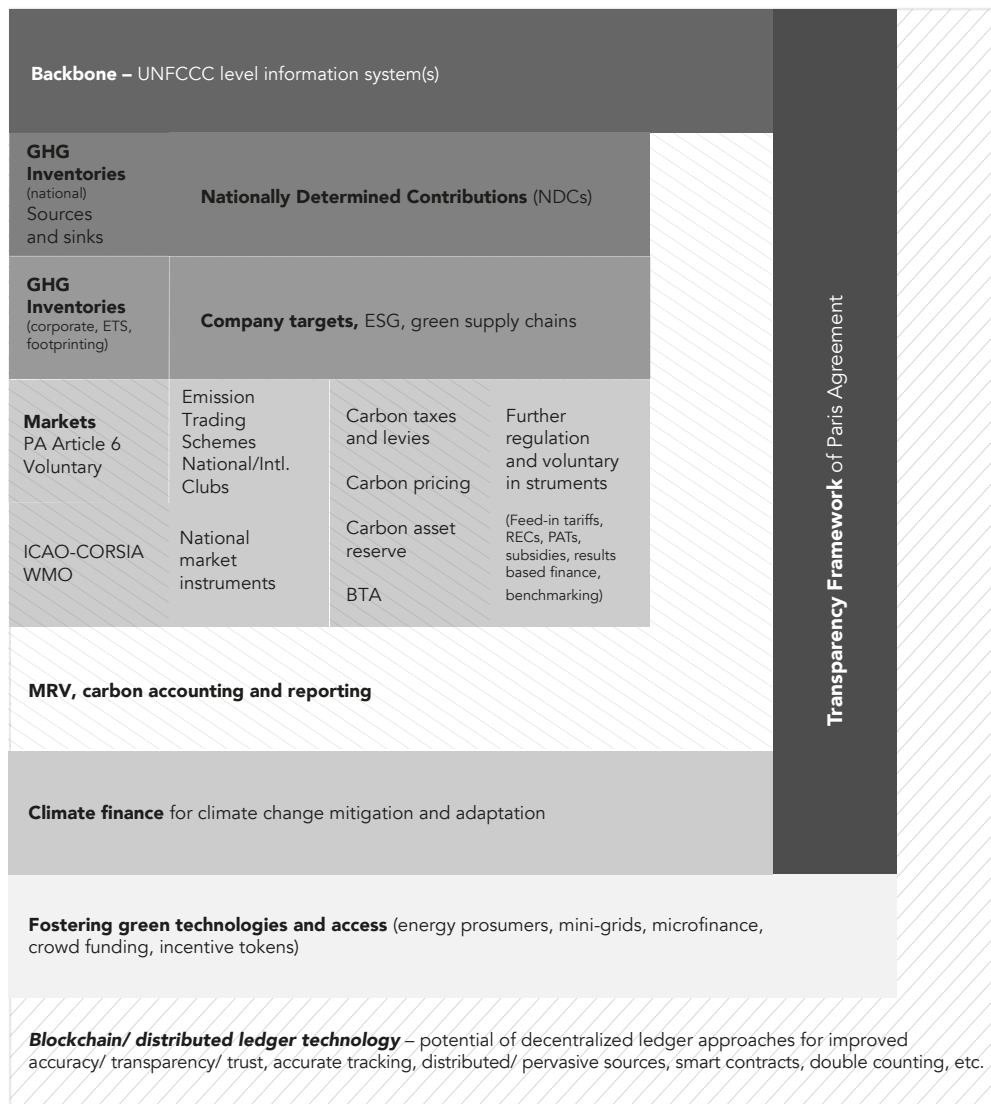 Backbone – UNFCCC level information system(s)
GHG
Inventories
(national)
Sources
and sinks
Nationally Determined Contributions (NDCs)
GHG
Inventories
(corporate, ETS,
footprinting)
Company targets, ESG, green supply chains
Markets
PA Article 6
Voluntary
Emission
Trading
Schemes
National/Intl.
Clubs
ICAO-CORSIA
WMO
National
market
instruments
Carbon taxes
and levies
Carbon pricing
Carbon asset
reserve
BTA
Further
regulation
and voluntary
in struments
(Feed-in tariffs,
RECs, PATs,
subsidies, results
based finance,
benchmarking)
MRV, carbon accounting and reporting
Climate finance for climate change mitigation and adaptation
Transparency Framework of Paris Agreement
Fostering green technologies and access (energy prosumers, mini-grids, microfinance,
crowd funding, incentive tokens)
Blockchain/ distributed ledger technology – potential of decentralized ledger approaches for improved
accuracy/ transparency/ trust, accurate tracking, distributed/ pervasive sources, smart contracts, double counting, etc.